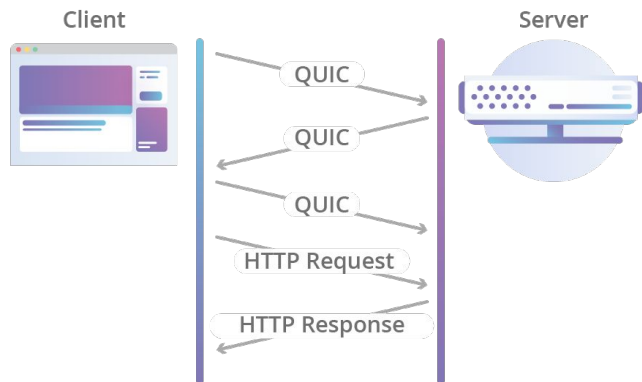 Client
Server
QUIC
QUIC
QUIC
HTTP Request
HTTP Response